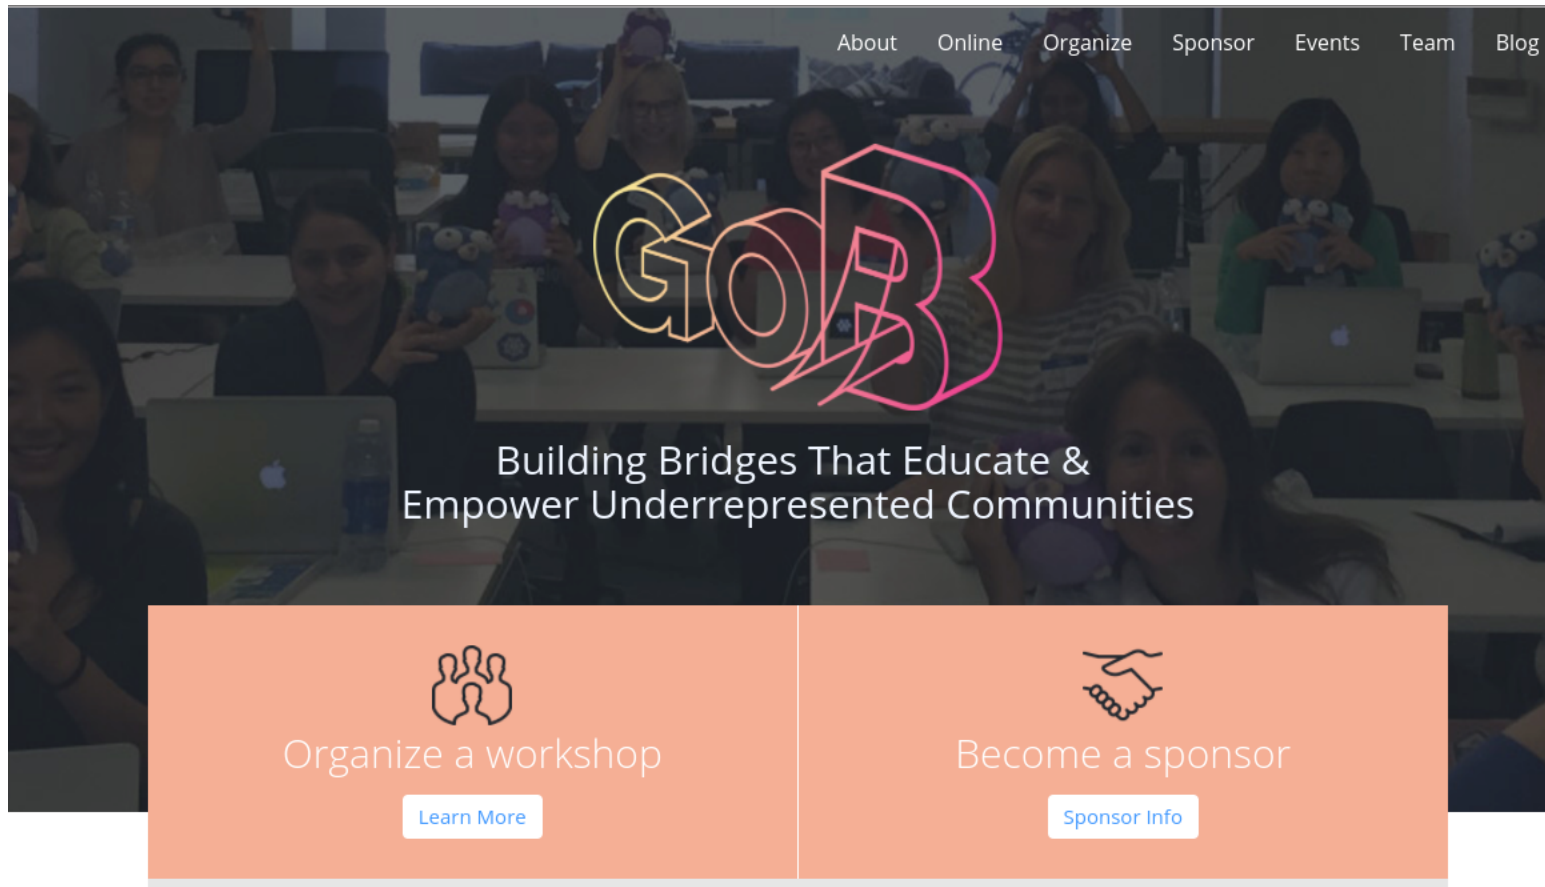 About Online Organize Sponsor Events Team Blog
GOB
Building Bridges That Educate &
Empower Underrepresented Communities
Organize a workshop
Become a sponsor
Learn More
Sponsor Info